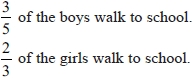 3/5 of the boys walk to school.
2/3 of the girls walk to school.